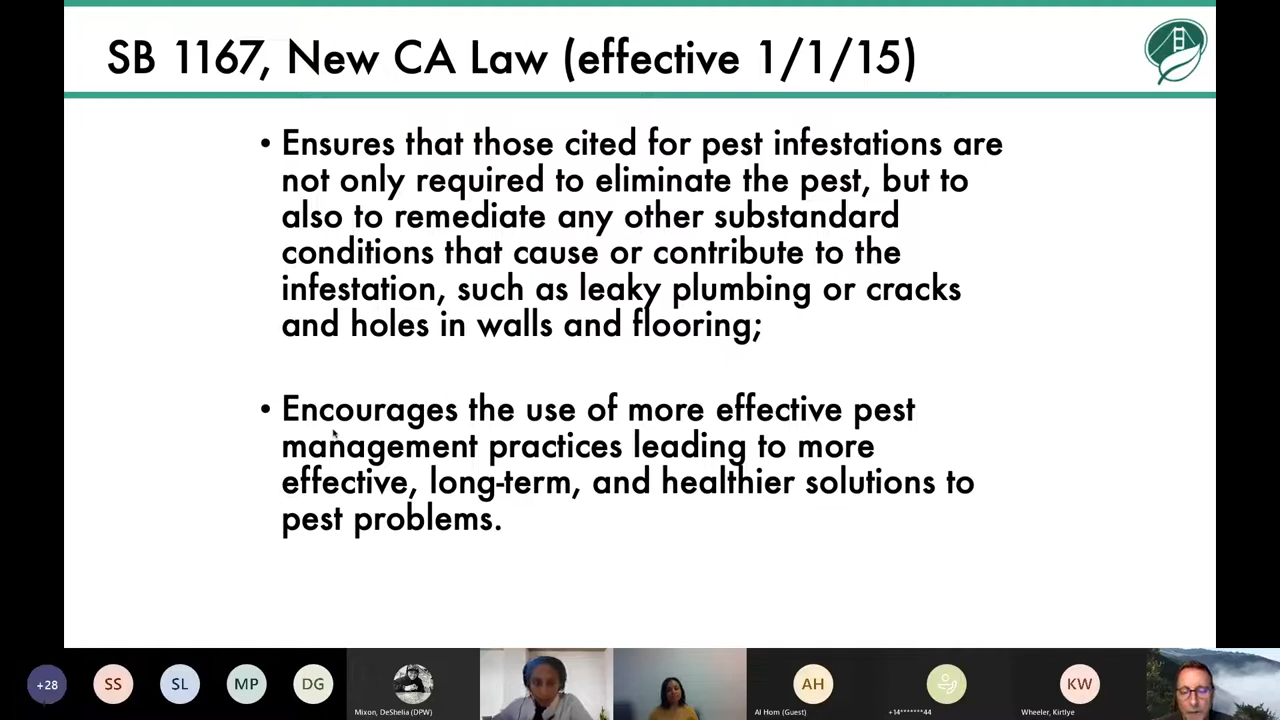 SB 1167, New CA Law (effective 1/1/15)
• Ensures that those cited for pest infestations are
not only required to eliminate the pest, but to
also to remediate any other substandard
conditions that cause or contribute to the
infestation, such as leaky plumbing or cracks
and holes in walls and flooring;
• Encourages the use of more effective pest
management practices leading to more
effective, long-term, and healthier solutions to
pest problems.
+28
SS
SL
MP
DG
Mixon, DeShelia (DPW)
AH
Al Hom (Guest)
+14*******44
KW
Wheeler, Kirtlye